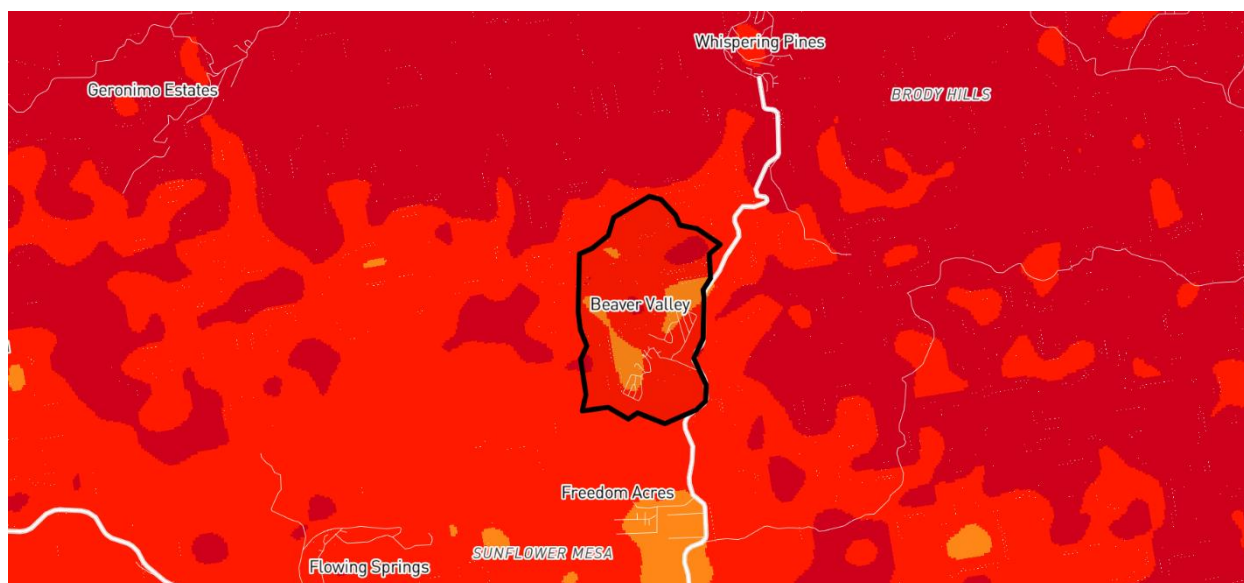 Whispering Pines
Geronimo Estates
BRODY HILLS
Beaver Valley
Freedom Acres
SUNFLOWER MESA
Flowing Springs